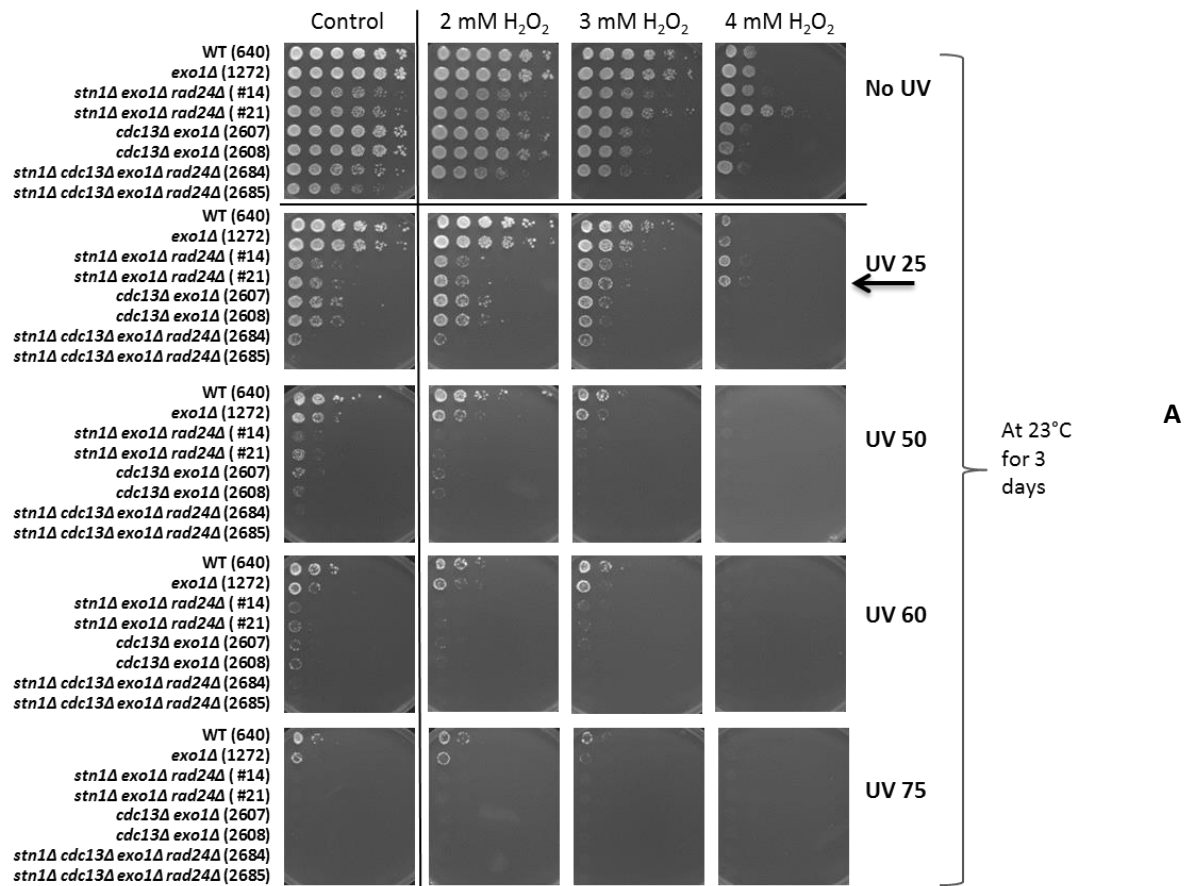 Control 2 mM H₂O₂ 3 mM H₂O₂ 4 mM H₂O₂
WT (640)
exo1Δ (1272)
stn1Δ exo1Δ rad24Δ ( #14)
stn1Δ exo1Δ rad24Δ ( #21)
cdc13Δ exo1Δ (2607)
cdc13Δ exo1Δ (2608)
stn1Δ cdc13Δ exo1Δ rad24Δ (2684)
stn1Δ cdc13Δ exo1Δ rad24Δ (2685)
No UV
WT (640)
exo1Δ (1272)
stn1Δ exo1Δ rad24Δ ( #14)
stn1Δ exo1Δ rad24Δ ( #21)
cdc13Δ exo1Δ (2607)
cdc13Δ exo1Δ (2608)
stn1Δ cdc13Δ exo1Δ rad24Δ (2684)
stn1Δ cdc13Δ exo1Δ rad24Δ (2685)
UV 25
WT (640)
exo1Δ (1272)
stn1Δ exo1Δ rad24Δ ( #14)
stn1Δ exo1Δ rad24Δ ( #21)
cdc13Δ exo1Δ (2607)
cdc13Δ exo1Δ (2608)
stn1Δ cdc13Δ exo1Δ rad24Δ (2684)
stn1Δ cdc13Δ exo1Δ rad24Δ (2685)
UV 50
WT (640)
exo1Δ (1272)
stn1Δ exo1Δ rad24Δ ( #14)
stn1Δ exo1Δ rad24Δ ( #21)
cdc13Δ exo1Δ (2607)
cdc13Δ exo1Δ (2608)
stn1Δ cdc13Δ exo1Δ rad24Δ (2684)
stn1Δ cdc13Δ exo1Δ rad24Δ (2685)
UV 60
WT (640)
exo1Δ (1272)
stn1Δ exo1Δ rad24Δ ( #14)
stn1Δ exo1Δ rad24Δ ( #21)
cdc13Δ exo1Δ (2607)
cdc13Δ exo1Δ (2608)
stn1Δ cdc13Δ exo1Δ rad24Δ (2684)
stn1Δ cdc13Δ exo1Δ rad24Δ (2685)
UV 75
At 23°C
for 3
days
A